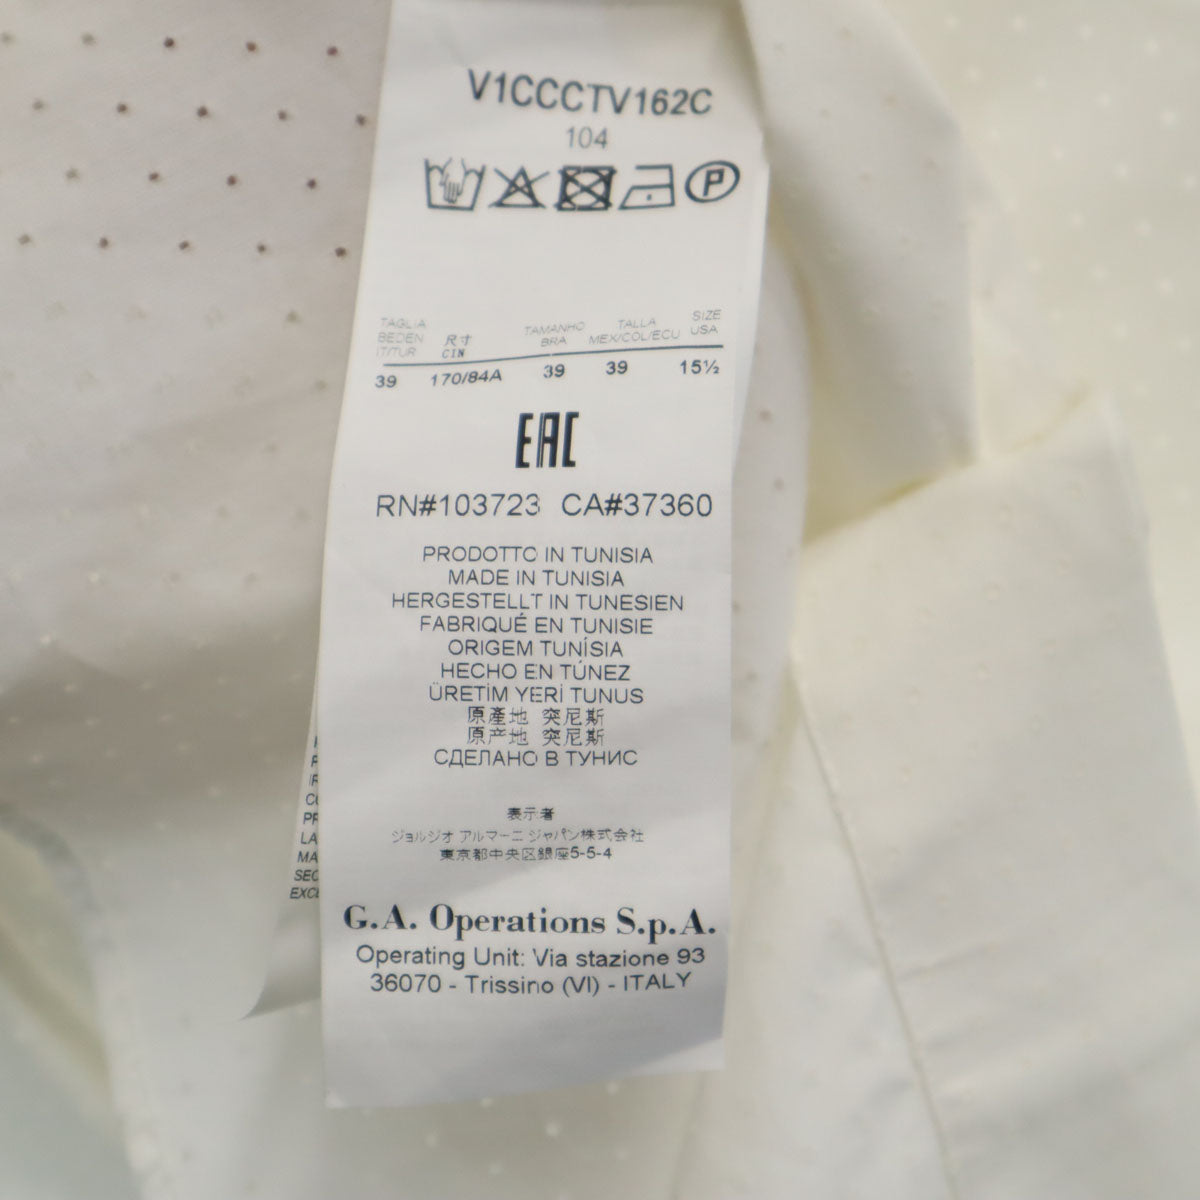 V1CCCTV162C
104
P
TAGLIA
BEDEN
IT/TUR
尺寸
CIN
TAMANHO
BRA
TALLA
MEX/COL/ECU
SIZE
USA
39 170/84A 39 39 15½
EAC
RN#103723 CA#37360
PRODOTTO IN TUNISIA
MADE IN TUNISIA
HERGESTELLT IN TUNESIEN
FABRIQUÉ EN TUNISIE
ORIGEM TUNÍSIA
HECHO EN TÚNEZ
ÜRETİM YERİ TUNUS
原產地 突尼斯
原产地 突尼斯
СДЕЛАНО В ТУНИС
表示者
ジョルジオ アルマーニ ジャパン株式会社
東京都中央区銀座5-5-4
G.A. Operations S.p.A.
Operating Unit: Via stazione 93
36070 - Trissino (VI) - ITALY